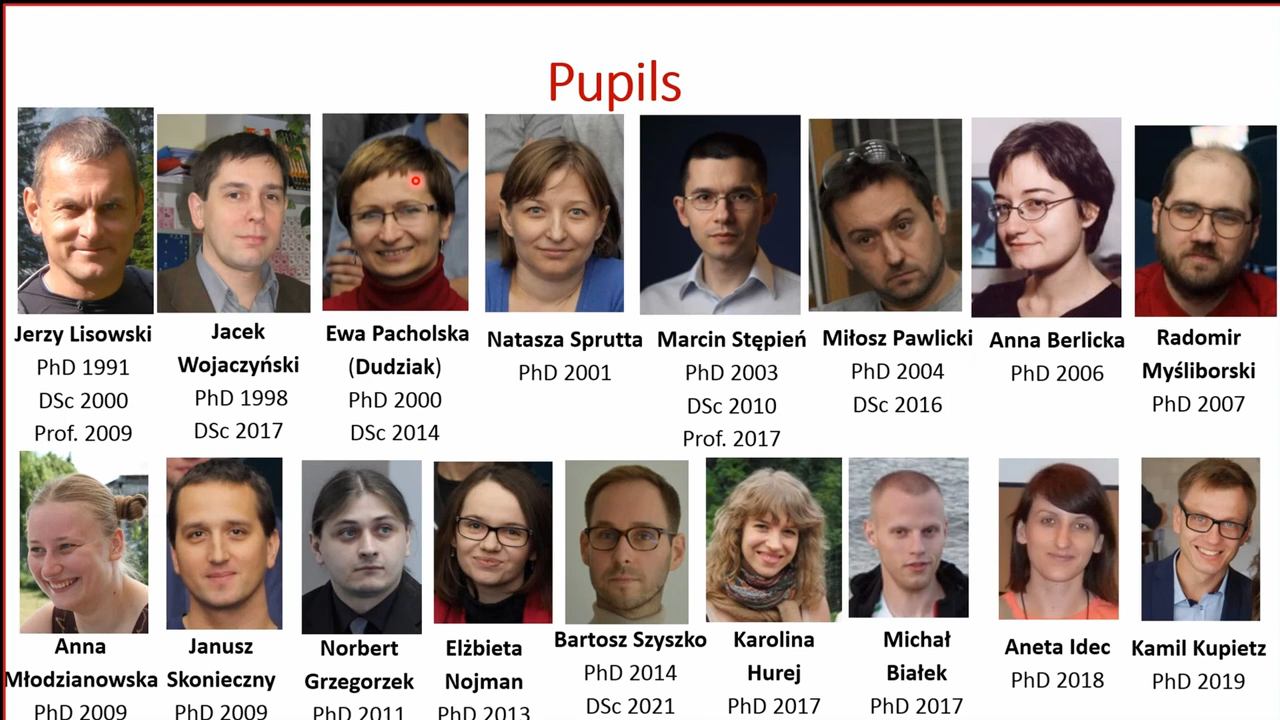 Pupils
Jerzy Lisowski
PhD 1991
DSc 2000
Prof. 2009
Jacek
Wojaczyński
PhD 1998
DSc 2017
Ewa Pacholska
(Dudziak)
PhD 2000
DSc 2014
Natasza Sprutta
PhD 2001
Marcin Stępień
PhD 2003
DSc 2010
Prof. 2017
Miłosz Pawlicki
PhD 2004
DSc 2016
Anna Berlicka
PhD 2006
Radomir
Myśliborski
PhD 2007
Anna
Młodzianowska
PhD 2009
Janusz
Skonieczny
PhD 2009
Norbert
Grzegorzek
PhD 2011
Elżbieta
Nojman
PhD 2013
Bartosz Szyszko
PhD 2014
DSc 2021
Karolina
Hurej
PhD 2017
Michał
Białek
PhD 2017
Aneta Idec
PhD 2018
Kamil Kupietz
PhD 2019